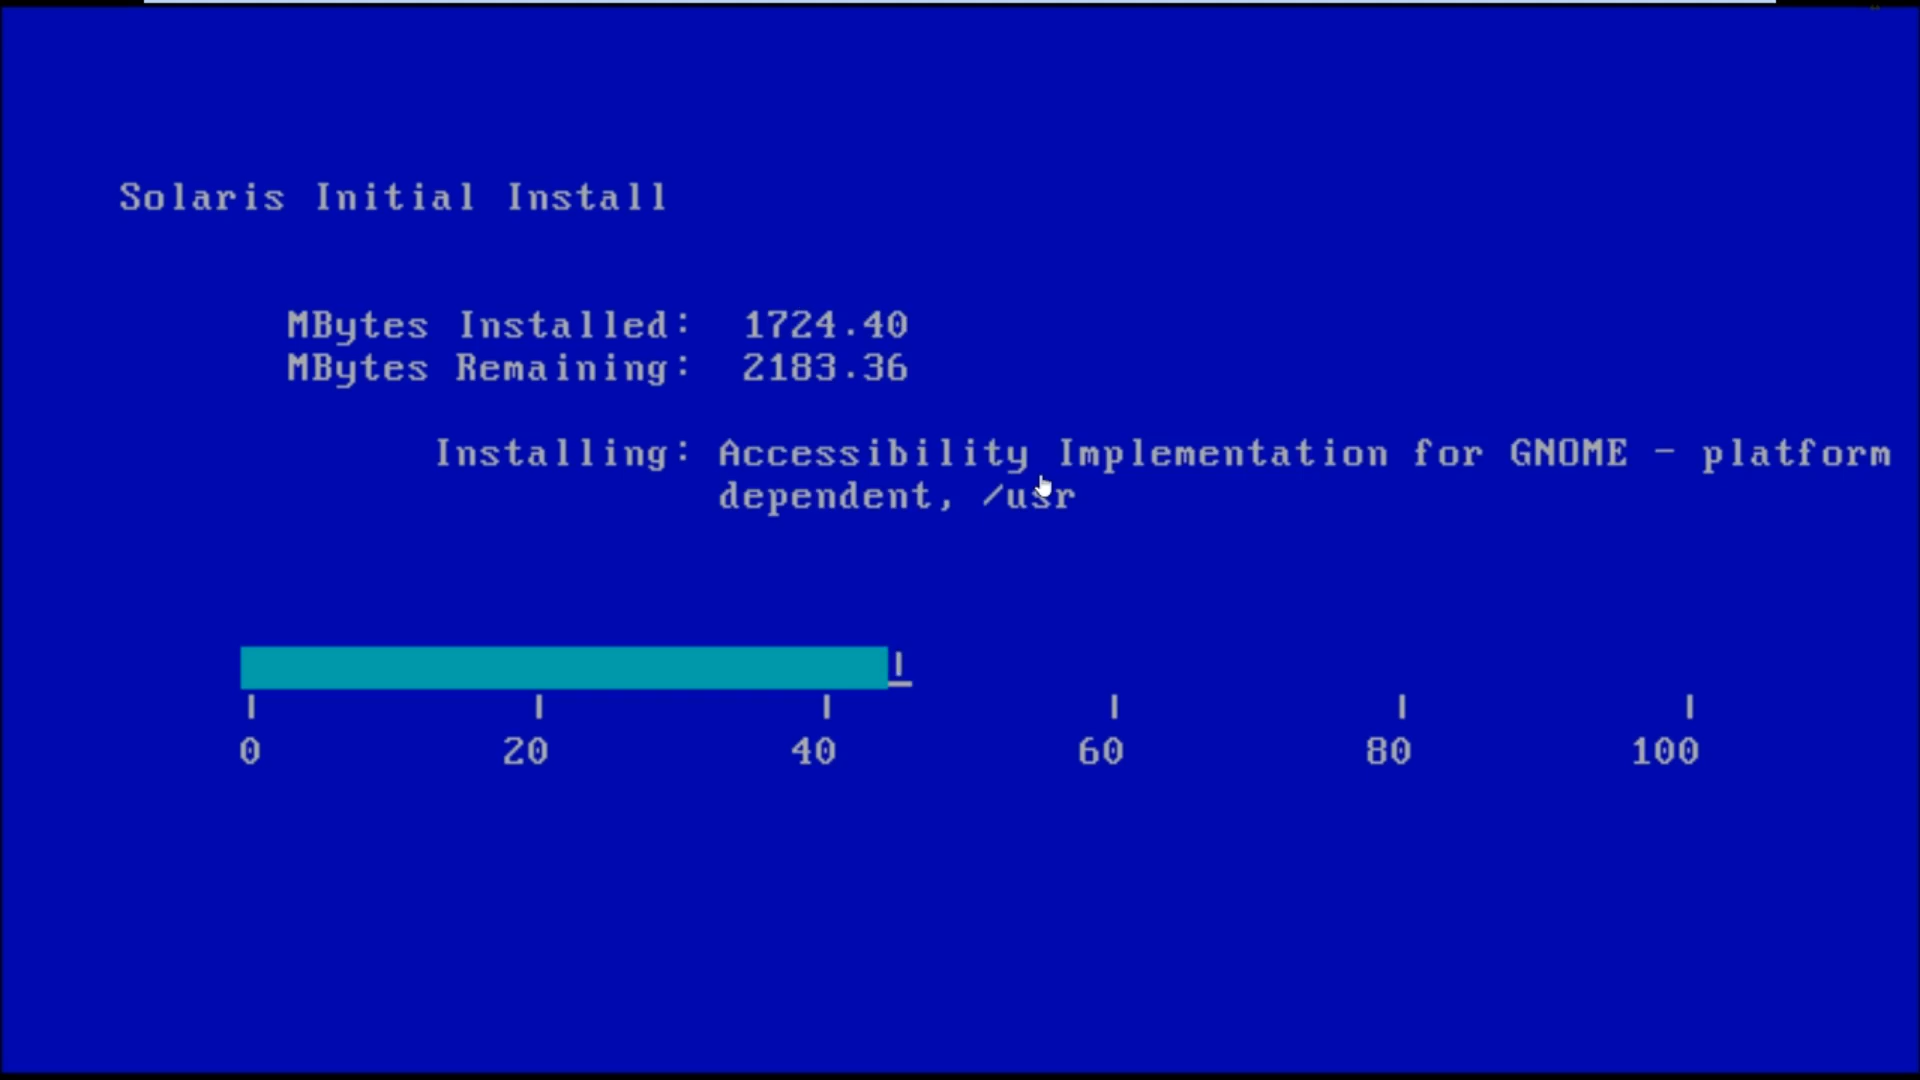 Solaris Initial Install
MBytes Installed: 1724.40
MBytes Remaining: 2183.36
Installing: Accessibility Implementation for GNOME - platform
dependent, /usr
0 20 40 60 80 100